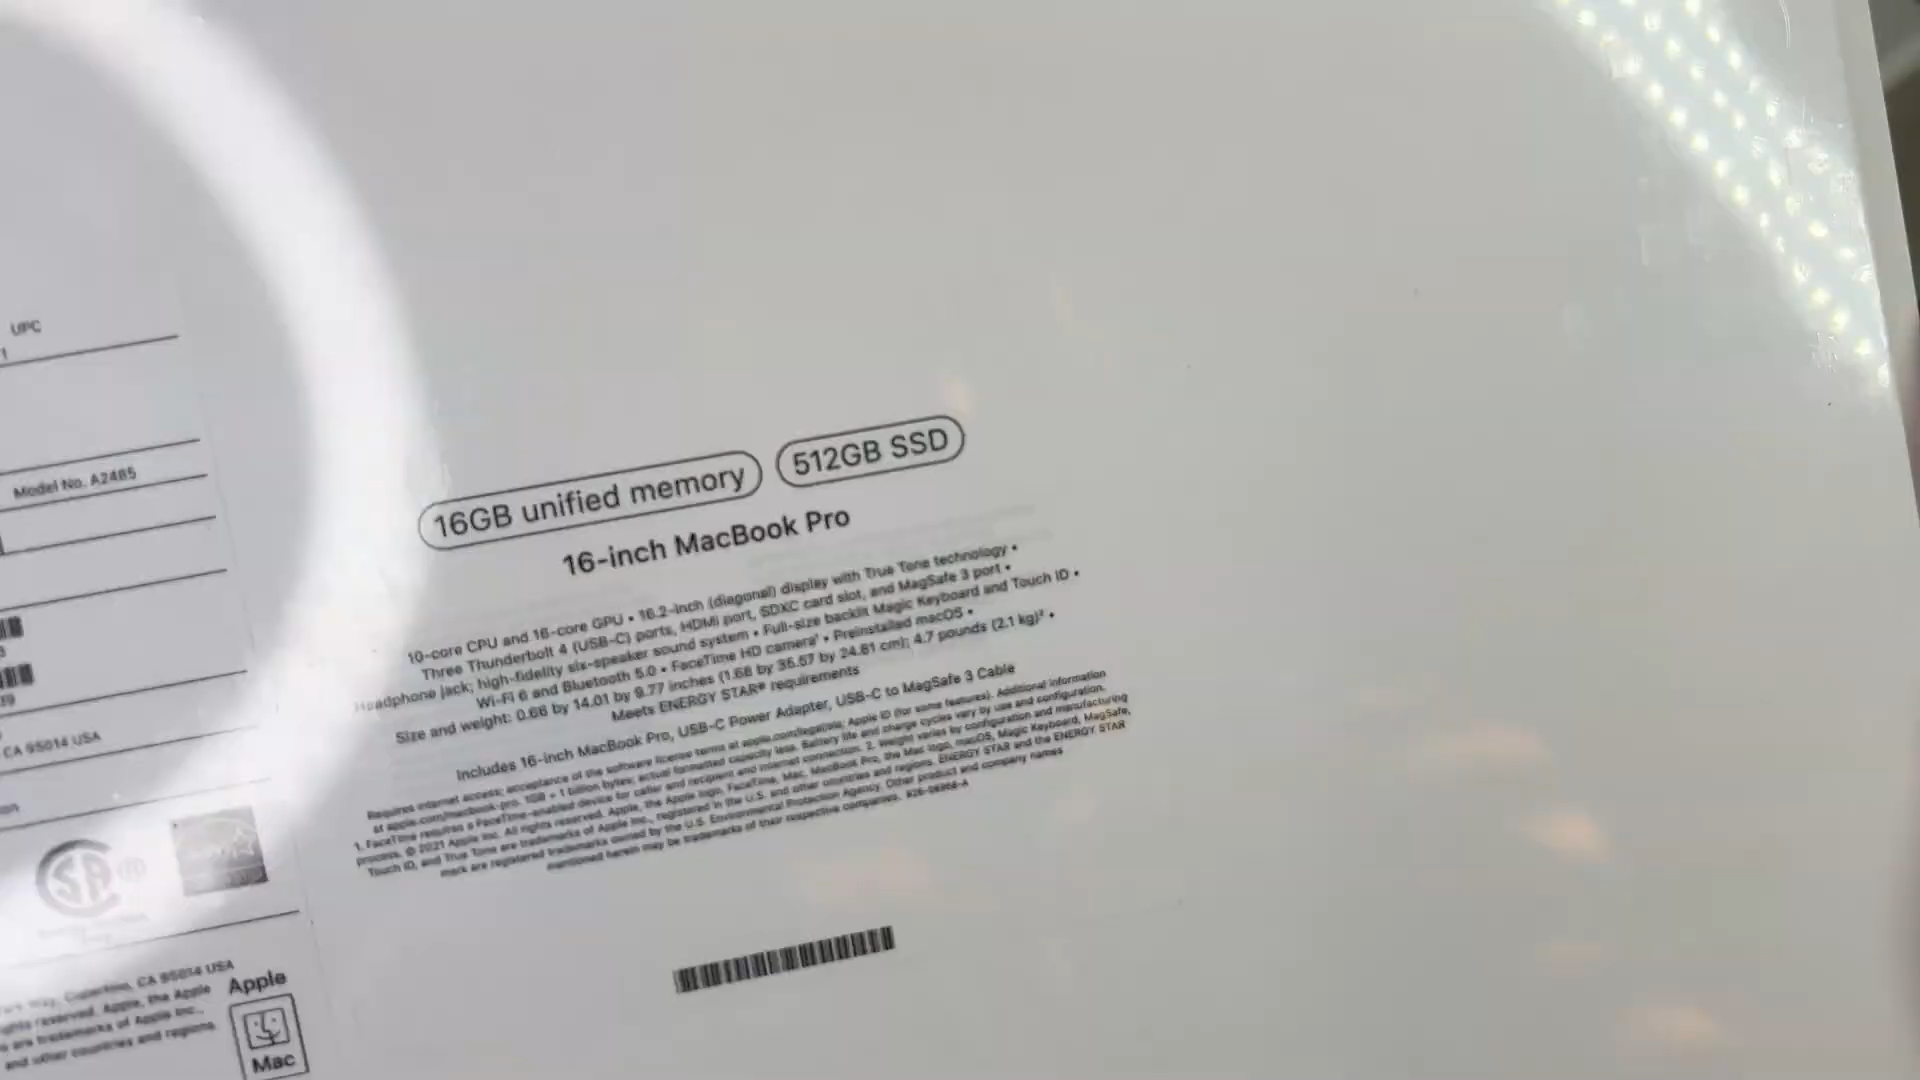 UPC
1
Model No. A2485
CA 95014 USA
16GB unified memory
512GB SSD
16-inch MacBook Pro
10-core CPU and 16-core GPU • 16.2-inch (diagonal) display with True Tone technology •
Three Thunderbolt 4 (USB-C) ports, HDMI port, SDXC card slot, and MagSafe 3 port •
Headphone jack; high-fidelity six-speaker sound system • Full-size backlit Magic Keyboard and Touch ID •
Wi-Fi 6 and Bluetooth 5.0 • FaceTime HD camera¹ • Preinstalled macOS •
Size and weight: 0.66 by 14.01 by 9.77 inches (1.68 by 35.57 by 24.81 cm); 4.7 pounds (2.1 kg)² •
Meets ENERGY STAR® requirements
Includes 16-inch MacBook Pro, USB-C Power Adapter, USB-C to MagSafe 3 Cable
Requires internet access; acceptance of the software license terms at apple.com/legal/sla; Apple ID (for some features). Additional information
at apple.com/macbook-pro. 1GB = 1 billion bytes; actual formatted capacity less. Battery life and charge cycles vary by use and configuration.
1. FaceTime requires a FaceTime-enabled device for caller and recipient and internet connection. 2. Weight varies by configuration and manufacturing
process. © 2021 Apple Inc. All rights reserved. Apple, the Apple logo, FaceTime, Mac, MacBook Pro, the Mac logo, macOS, Magic Keyboard, MagSafe,
Touch ID, and True Tone are trademarks of Apple Inc., registered in the U.S. and other countries and regions. ENERGY STAR and the ENERGY STAR
mark are registered trademarks owned by the U.S. Environmental Protection Agency. Other product and company names
mentioned herein may be trademarks of their respective companies.
Way, Cupertino, CA 95014 USA
rights reserved. Apple, the Apple
are trademarks of Apple Inc.,
and other countries and regions
Apple
Mac